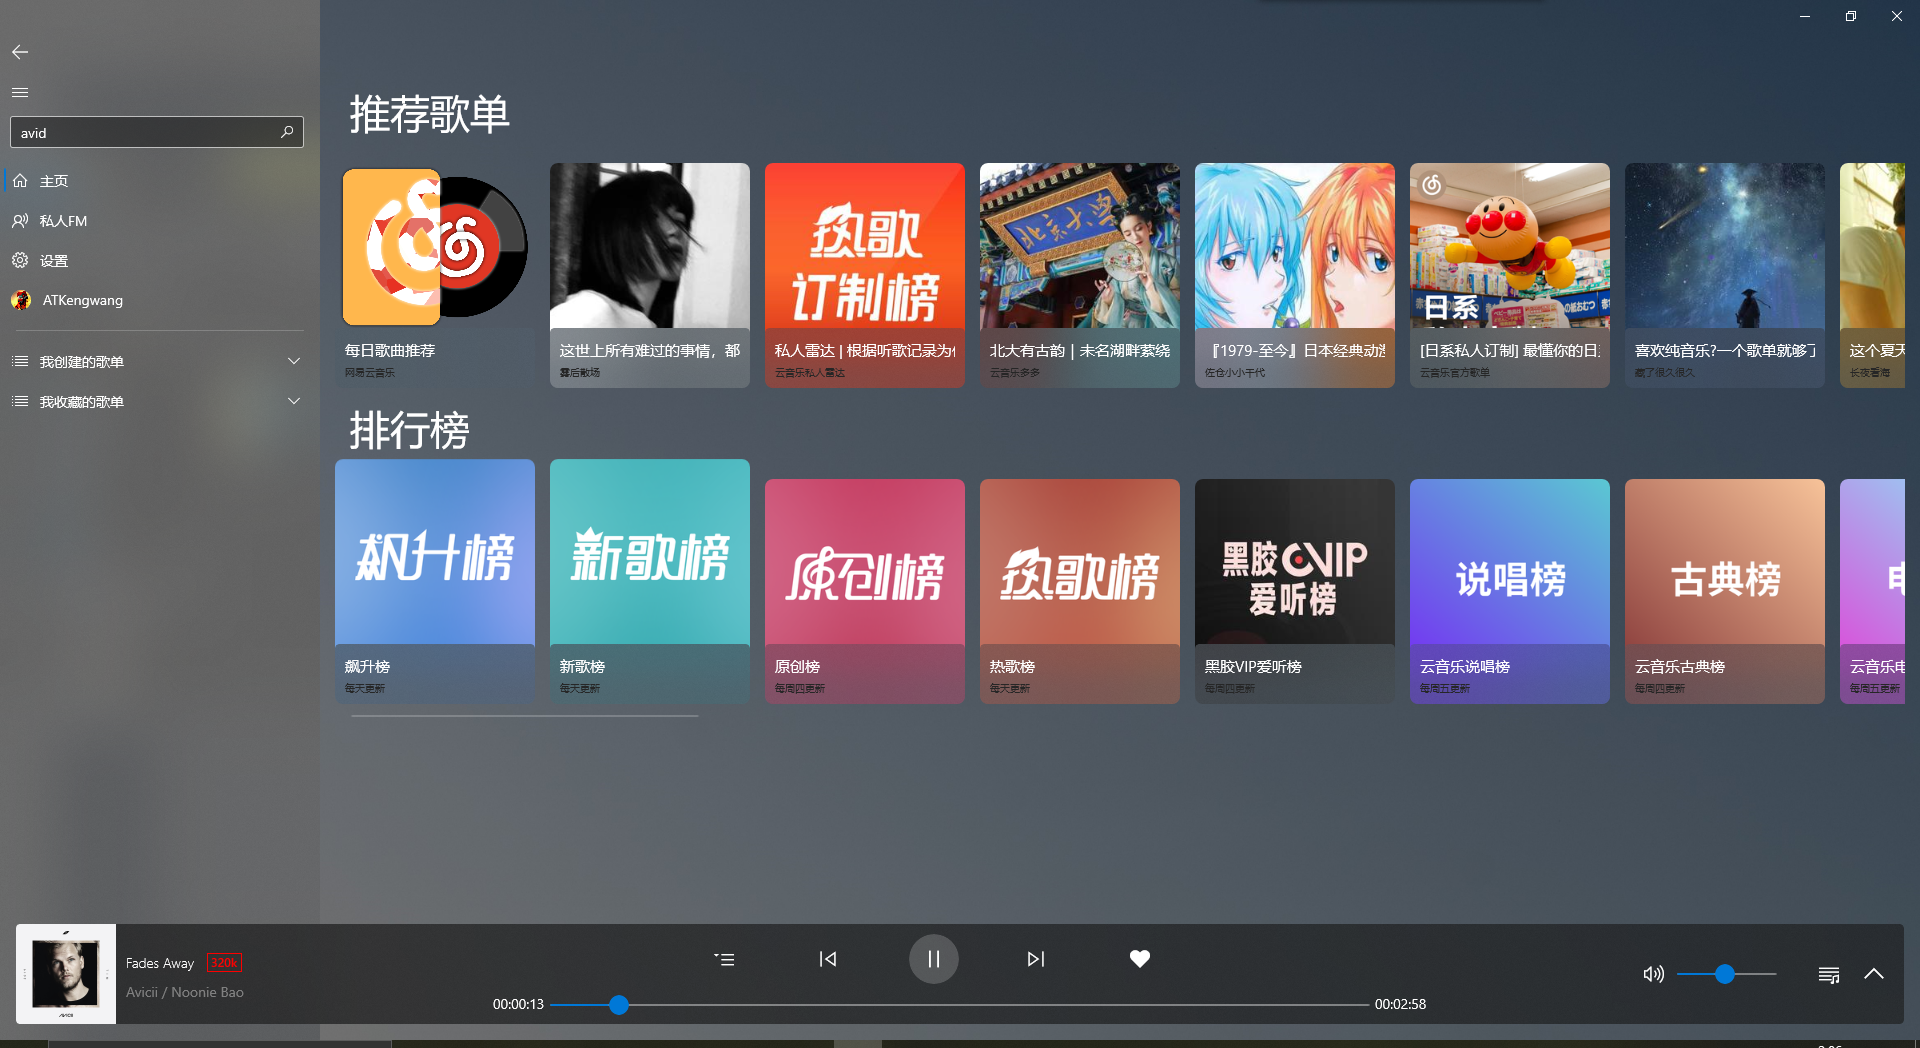 avid
主页
私人FM
设置
ATKengwang
我创建的歌单
我收藏的歌单
推荐歌单
每日歌曲推荐
网易云音乐
这世上所有难过的事情，都
雾后散场
热歌
订制榜
私人雷达 | 根据听歌记录为
云音乐私人雷达
北京大学
北大有古韵 | 未名湖畔萦绕
云音乐多多
『1979-至今』日本经典动漫
佐仓小小千代
日系
[日系私人订制] 最懂你的日
云音乐官方歌单
喜欢纯音乐?一个歌单就够了
藏了很久很久
这个夏天
长夜看海
排行榜
飙升榜
飙升榜
每天更新
新歌榜
新歌榜
每天更新
原创榜
原创榜
每周四更新
热歌榜
热歌榜
每天更新
黑胶VIP
爱听榜
黑胶VIP爱听榜
每周四更新
说唱榜
云音乐说唱榜
每周五更新
古典榜
云音乐古典榜
每周四更新
电
云音乐电
每周五更新
Fades Away
320k
Avicii / Noonie Bao
00:00:13
00:02:58